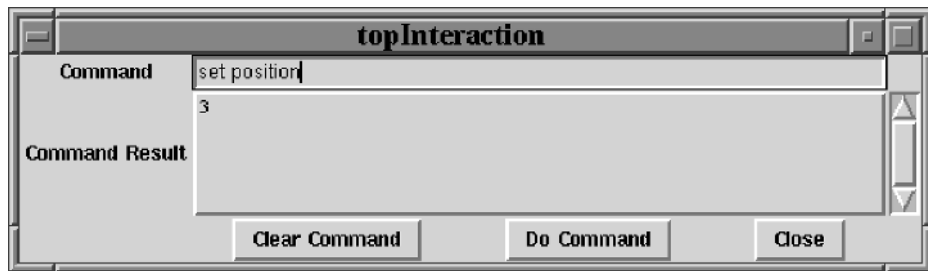 topInteraction
Command
set position
3
Command Result
Clear Command Do Command Close